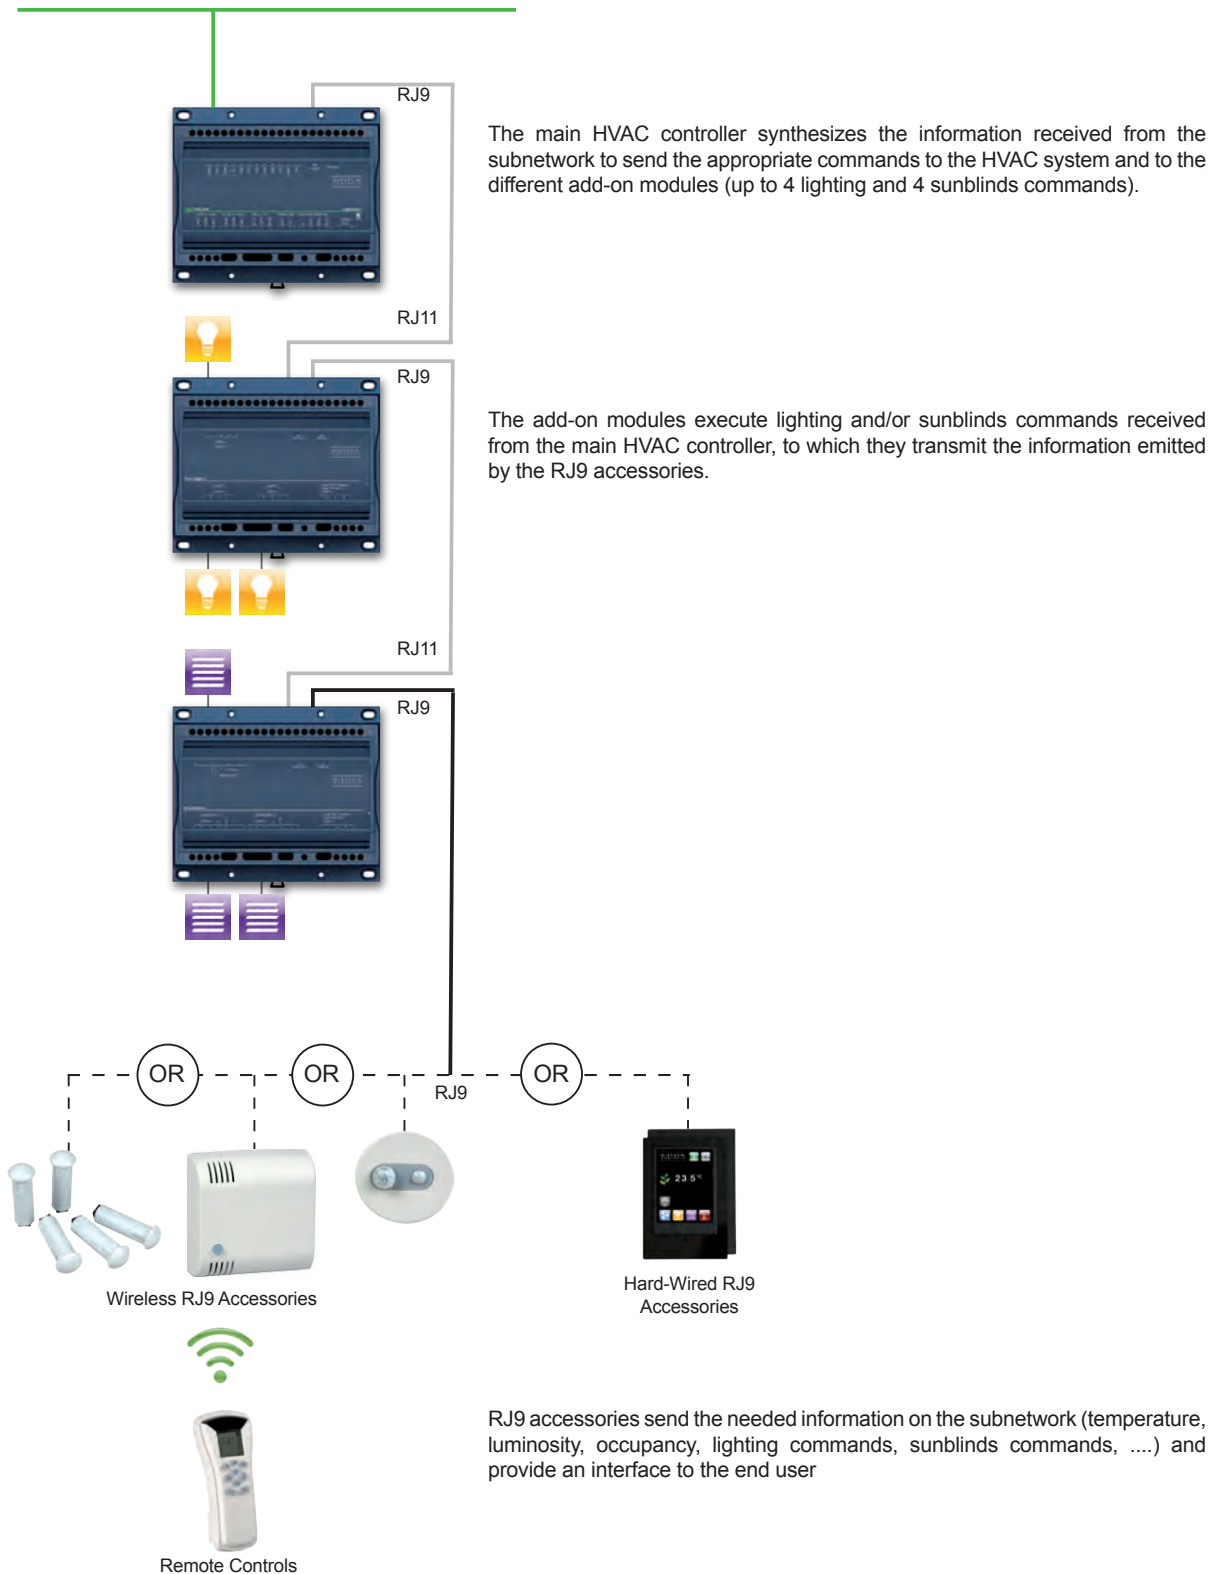 RJ9
The main HVAC controller synthesizes the information received from the
subnetwork to send the appropriate commands to the HVAC system and to the
different add-on modules (up to 4 lighting and 4 sunblinds commands).
RJ11
RJ9
The add-on modules execute lighting and/or sunblinds commands received
from the main HVAC controller, to which they transmit the information emitted
by the RJ9 accessories.
RJ11
RJ9
OR
OR
OR
RJ9
23.5
Wireless RJ9 Accessories
Hard-Wired RJ9
Accessories
RJ9 accessories send the needed information on the subnetwork (temperature,
luminosity, occupancy, lighting commands, sunblinds commands, ....) and
provide an interface to the end user
Remote Controls